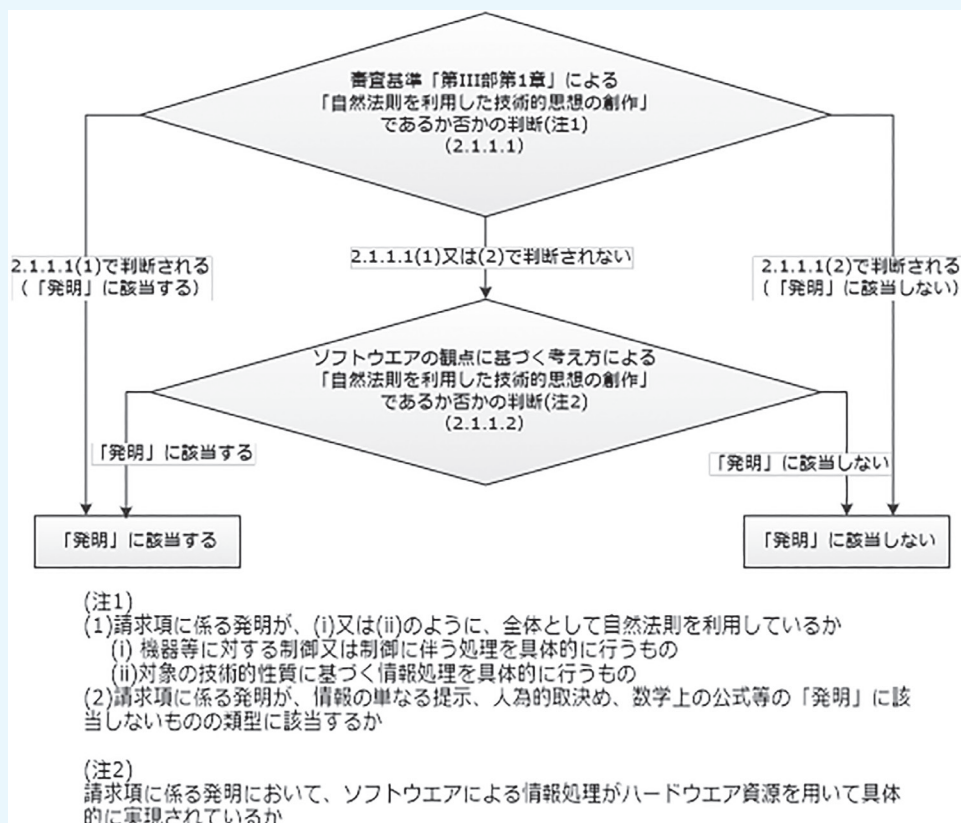 審査基準「第III部第1章」による
「自然法則を利用した技術的思想の創作」
であるか否かの判断(注1)
(2.1.1.1)
2.1.1.1(1)で判断される
(「発明」に該当する)
2.1.1.1(1)又は(2)で判断されない
2.1.1.1(2)で判断される
(「発明」に該当しない)
ソフトウエアの観点に基づく考え方による
「自然法則を利用した技術的思想の創作」
であるか否かの判断(注2)
(2.1.1.2)
「発明」に該当する
「発明」に該当しない
「発明」に該当する
「発明」に該当しない
(注1)
(1)請求項に係る発明が、(i)又は(ii)のように、全体として自然法則を利用しているか
(i) 機器等に対する制御又は制御に伴う処理を具体的に行うもの
(ii)対象の技術的性質に基づく情報処理を具体的に行うもの
(2)請求項に係る発明が、情報の単なる提示、人為的取決め、数学上の公式等の「発明」に該
当しないものの類型に該当するか
(注2)
請求項に係る発明において、ソフトウエアによる情報処理がハードウエア資源を用いて具体
的に実現されているか